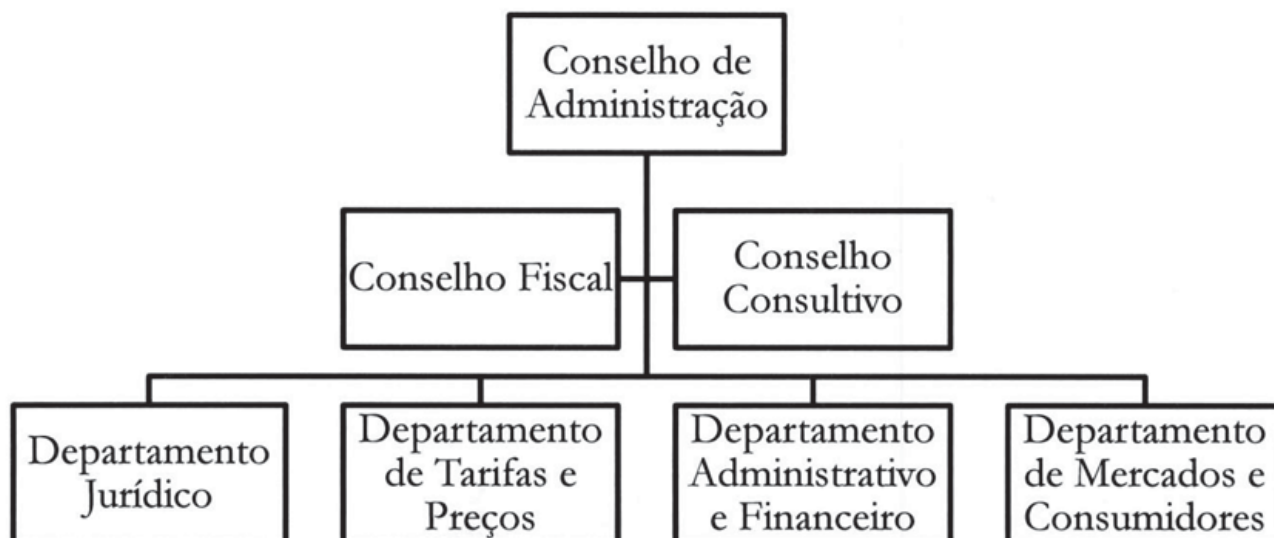 Conselho de
Administração
Conselho Fiscal
Conselho
Consultivo
Departamento
Jurídico
Departamento
de Tarifas e
Preços
Departamento
Administrativo
e Financeiro
Departamento
de Mercados e
Consumidores